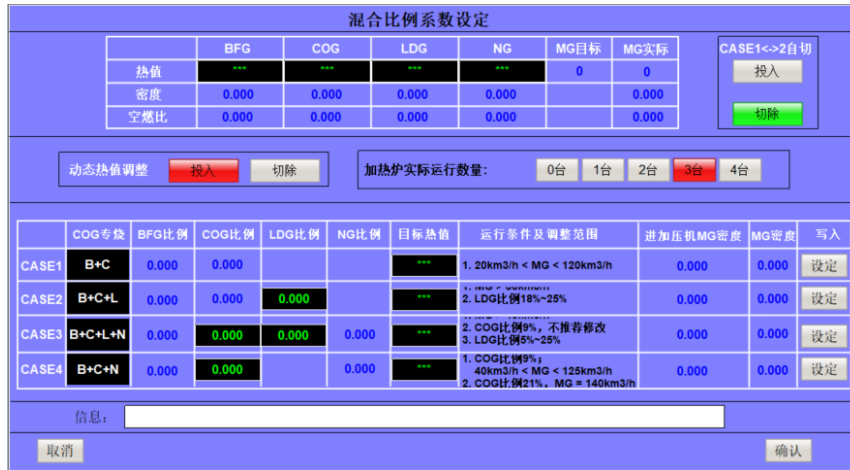 混合比例系数设定
BFG COG LDG NG MG目标 MG实际
热值 *** *** *** *** 0 0
密度 0.000 0.000 0.000 0.000 0.000
空燃比 0.000 0.000 0.000 0.000 0.000
CASE1<->2自切
投入
切除
动态热值调整 投入 切除
加热炉实际运行数量: 0台 1台 2台 3台 4台
COG专烧 BFG比例 COG比例 LDG比例 NG比例 目标热值 运行条件及调整范围 进加压机MG密度 MG密度 写入
CASE1 B+C 0.000 0.000 *** 1. 20km3/h < MG < 120km3/h 0.000 0.000 设定
CASE2 B+C+L 0.000 0.000 0.000 ***
2. LDG比例18%~25% 0.000 0.000 设定
CASE3 B+C+L+N 0.000 0.000 0.000 0.000 ***
2. COG比例9%，不推荐修改
3. LDG比例5%~25% 0.000 0.000 设定
CASE4 B+C+N 0.000 0.000 0.000 ***
1. COG比例9%；
40km3/h < MG < 125km3/h
2. COG比例21%，MG = 140km3/h 0.000 0.000 设定
信息：
取消 确认